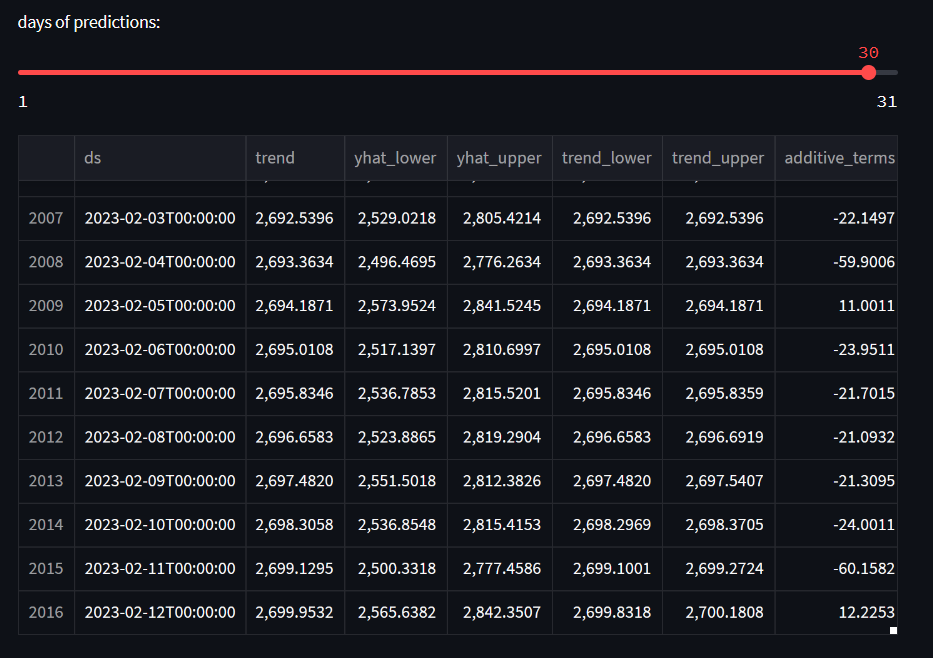 days of predictions:
30
1 31
ds trend yhat_lower yhat_upper trend_lower trend_upper additive_terms
2007 2023-02-03T00:00:00 2,692.5396 2,529.0218 2,805.4214 2,692.5396 2,692.5396 -22.1497
2008 2023-02-04T00:00:00 2,693.3634 2,496.4695 2,776.2634 2,693.3634 2,693.3634 -59.9006
2009 2023-02-05T00:00:00 2,694.1871 2,573.9524 2,841.5245 2,694.1871 2,694.1871 11.0011
2010 2023-02-06T00:00:00 2,695.0108 2,517.1397 2,810.6997 2,695.0108 2,695.0108 -23.9511
2011 2023-02-07T00:00:00 2,695.8346 2,536.7853 2,815.5201 2,695.8346 2,695.8359 -21.7015
2012 2023-02-08T00:00:00 2,696.6583 2,523.8865 2,819.2904 2,696.6583 2,696.6919 -21.0932
2013 2023-02-09T00:00:00 2,697.4820 2,551.5018 2,812.3826 2,697.4820 2,697.5407 -21.3095
2014 2023-02-10T00:00:00 2,698.3058 2,536.8548 2,815.4153 2,698.2969 2,698.3705 -24.0011
2015 2023-02-11T00:00:00 2,699.1295 2,500.3318 2,777.4586 2,699.1001 2,699.2724 -60.1582
2016 2023-02-12T00:00:00 2,699.9532 2,565.6382 2,842.3507 2,699.8318 2,700.1808 12.2253